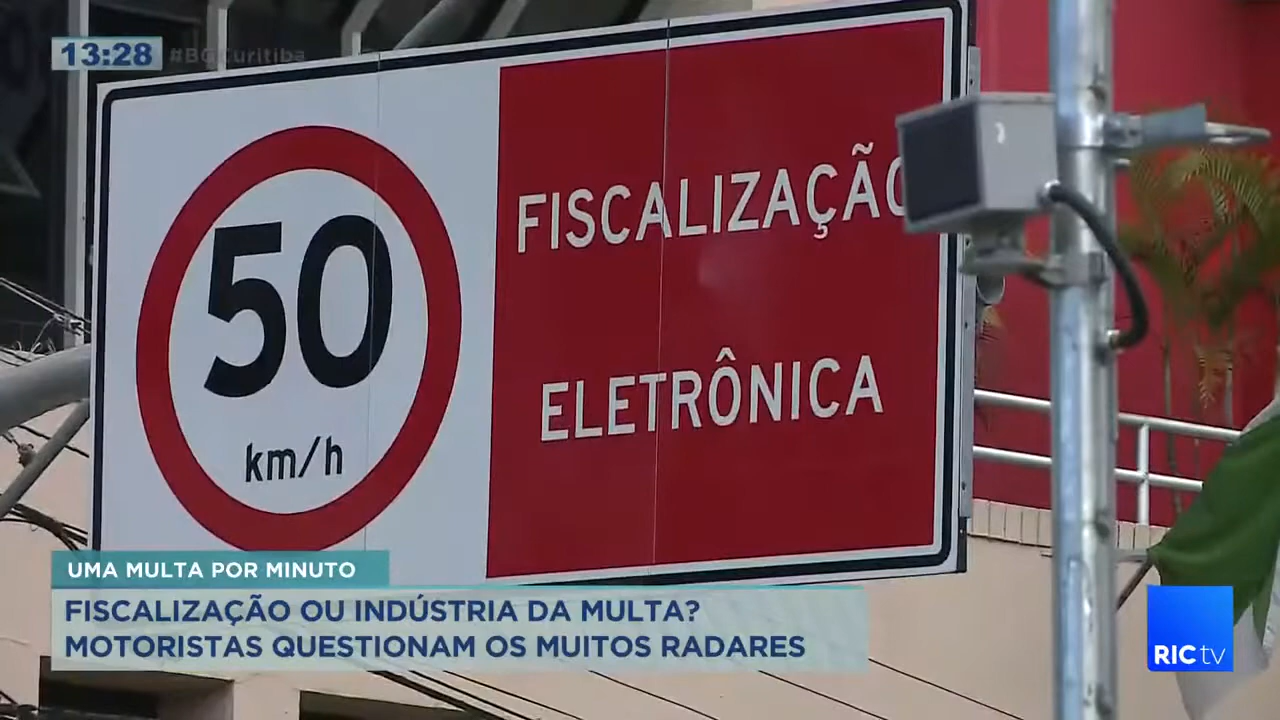 13:28 #BGCuritiba
50
km/h
FISCALIZAÇÃO
ELETRÔNICA
UMA MULTA POR MINUTO
FISCALIZAÇÃO OU INDÚSTRIA DA MULTA?
MOTORISTAS QUESTIONAM OS MUITOS RADARES
RIC tv